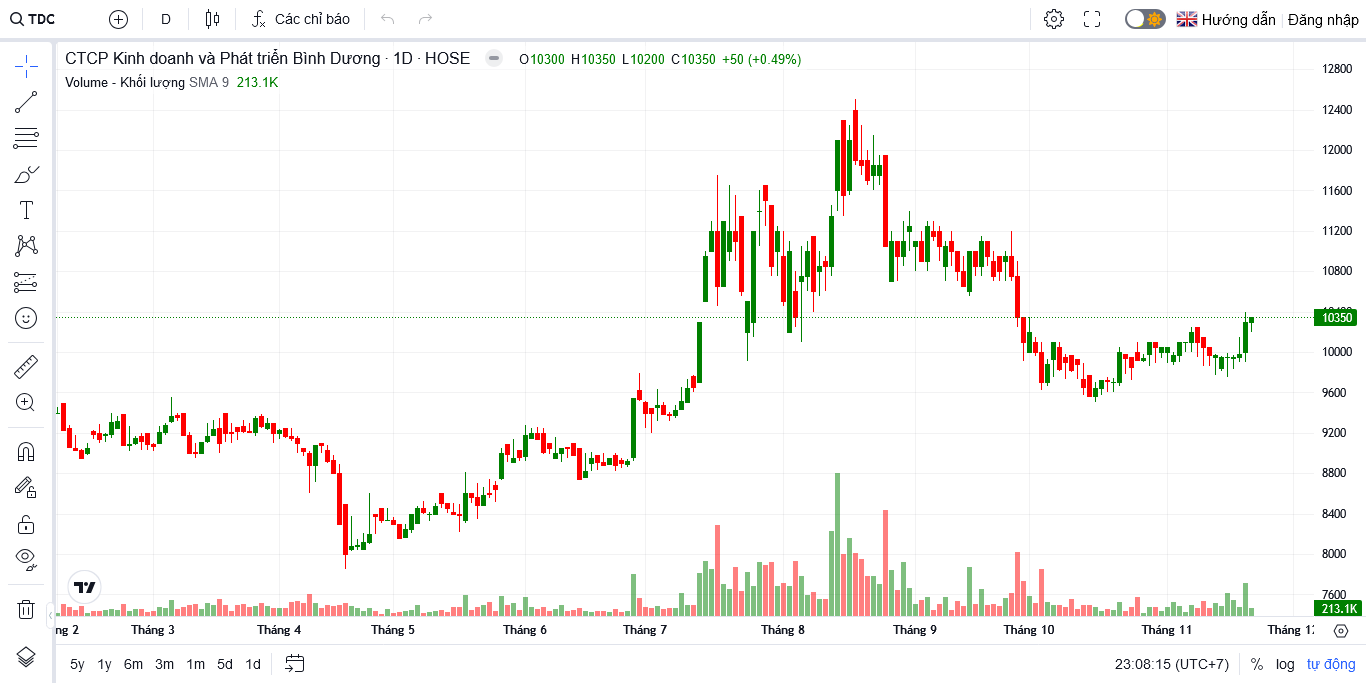 TDC D Các chỉ báo Hướng dẫn Đăng nhập
CTCP Kinh doanh và Phát triển Bình Dương · 1D · HOSE O10300 H10350 L10200 C10350 +50 (+0.49%)
Volume - Khối lượng SMA 9 213.1K
12800
12400
12000
11600
11200
10800
10350
10000
9600
9200
8800
8400
8000
7600
213.1K
ng 2 Tháng 3 Tháng 4 Tháng 5 Tháng 6 Tháng 7 Tháng 8 Tháng 9 Tháng 10 Tháng 11 Tháng 1
5y 1y 6m 3m 1m 5d 1d 23:08:15 (UTC+7) % log tự động